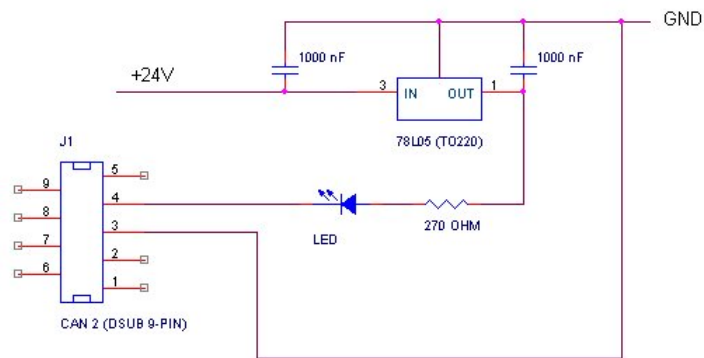 GND
1000 nF
1000 nF
+24V
3 IN OUT 1
78L05 (TO220)
J1
5
9
4
8
3
7
2
6
1
LED
270 OHM
CAN 2 (DSUB 9-PIN)